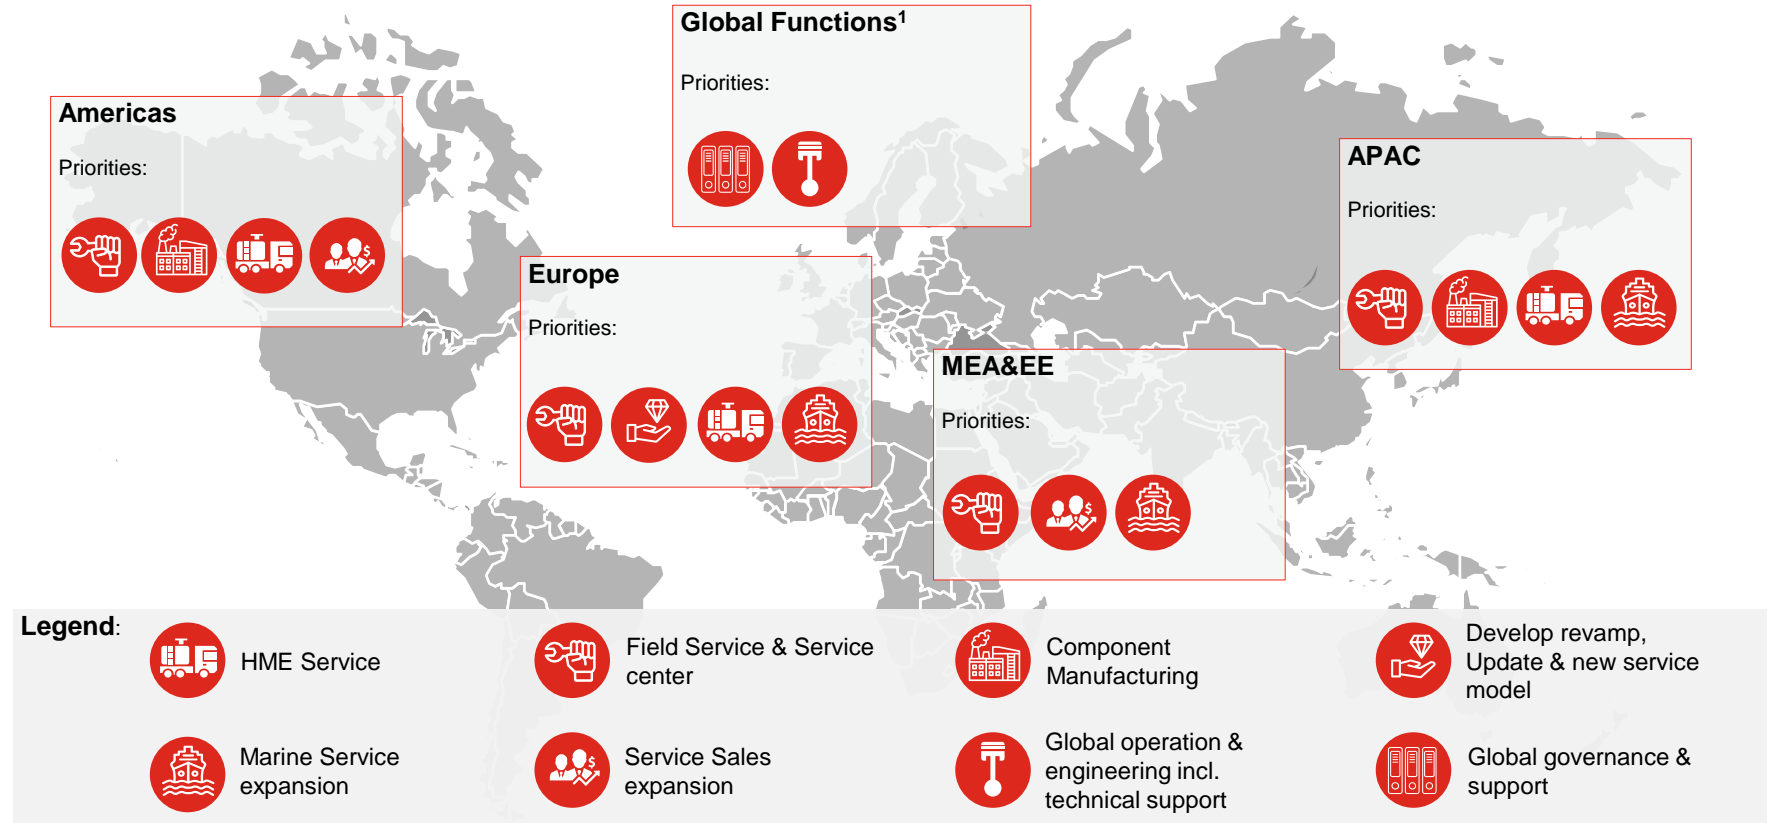 Global Functions1
Priorities:
Americas
Priorities:
APAC
Priorities:
Europe
Priorities:
MEA&EE
Priorities:
Legend:
HME Service
Field Service & Service
center
Component
Manufacturing
Develop revamp,
Update & new service
model
Marine Service
expansion
Service Sales
expansion
Global operation &
engineering incl.
technical support
Global governance &
support